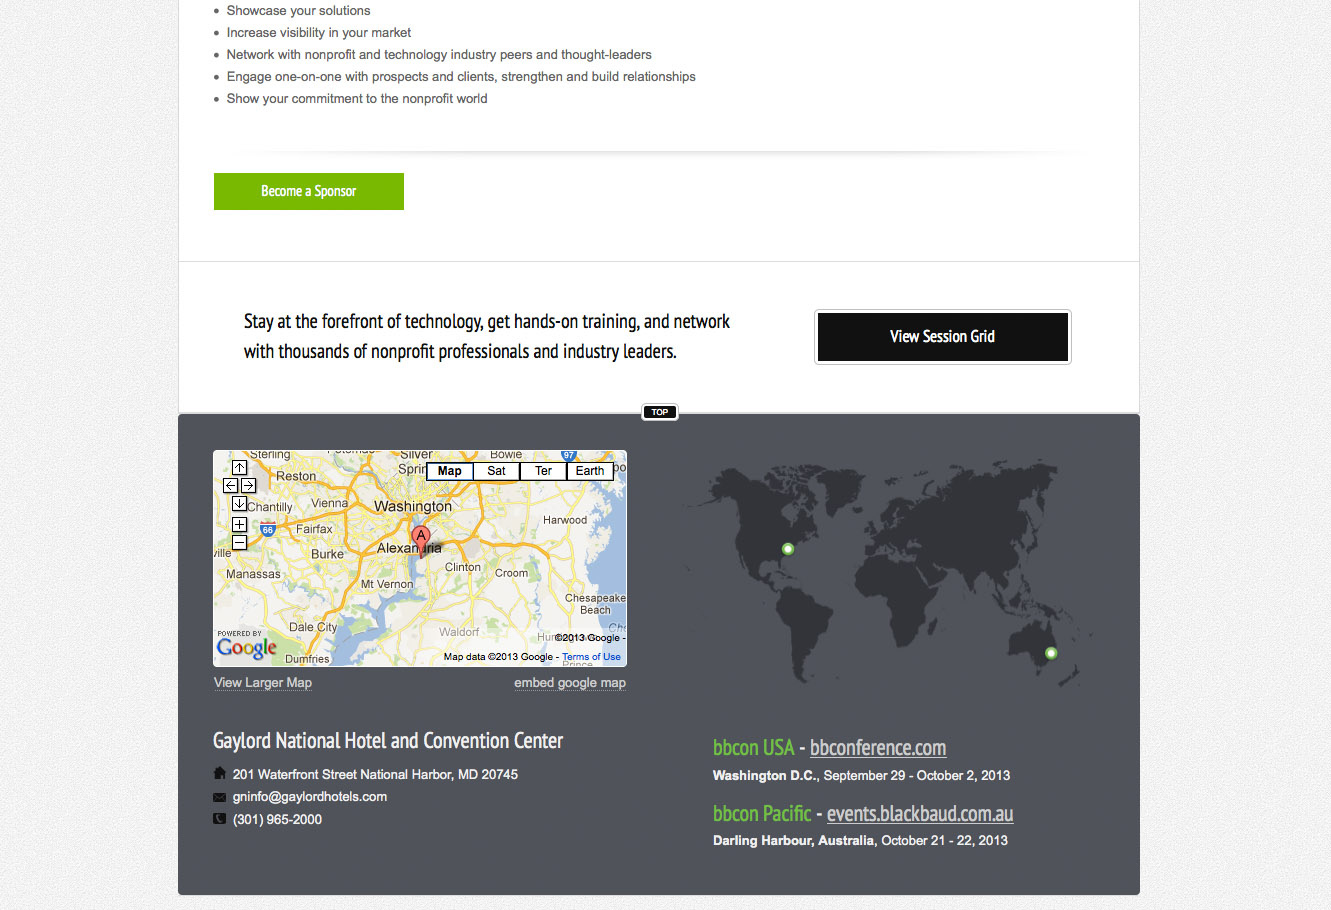 Showcase your solutions
Increase visibility in your market
Network with nonprofit and technology industry peers and thought-leaders
Engage one-on-one with prospects and clients, strengthen and build relationships
Show your commitment to the nonprofit world
Become a Sponsor
Stay at the forefront of technology, get hands-on training, and network
with thousands of nonprofit professionals and industry leaders.
View Session Grid
TOP
Sterling
Silver
Bowie
97
Map
Sat
Ter
Earth
Reston
Chantilly
Vienna
Washington
66
Fairfax
Harwood
A
Burke
Alexandria
Manassas
Mt Vernon
Clinton
Croom
Chesapeake
Beach
Dale City
Waldorf
POWERED BY
Google
©2013 Google -
Dumfries
Map data ©2013 Google - Terms of Use
Prince
View Larger Map
embed google map
Gaylord National Hotel and Convention Center
201 Waterfront Street National Harbor, MD 20745
gninfo@gaylordhotels.com
(301) 965-2000
bbcon USA - bbconference.com
Washington D.C., September 29 - October 2, 2013
bbcon Pacific - events.blackbaud.com.au
Darling Harbour, Australia, October 21 - 22, 2013